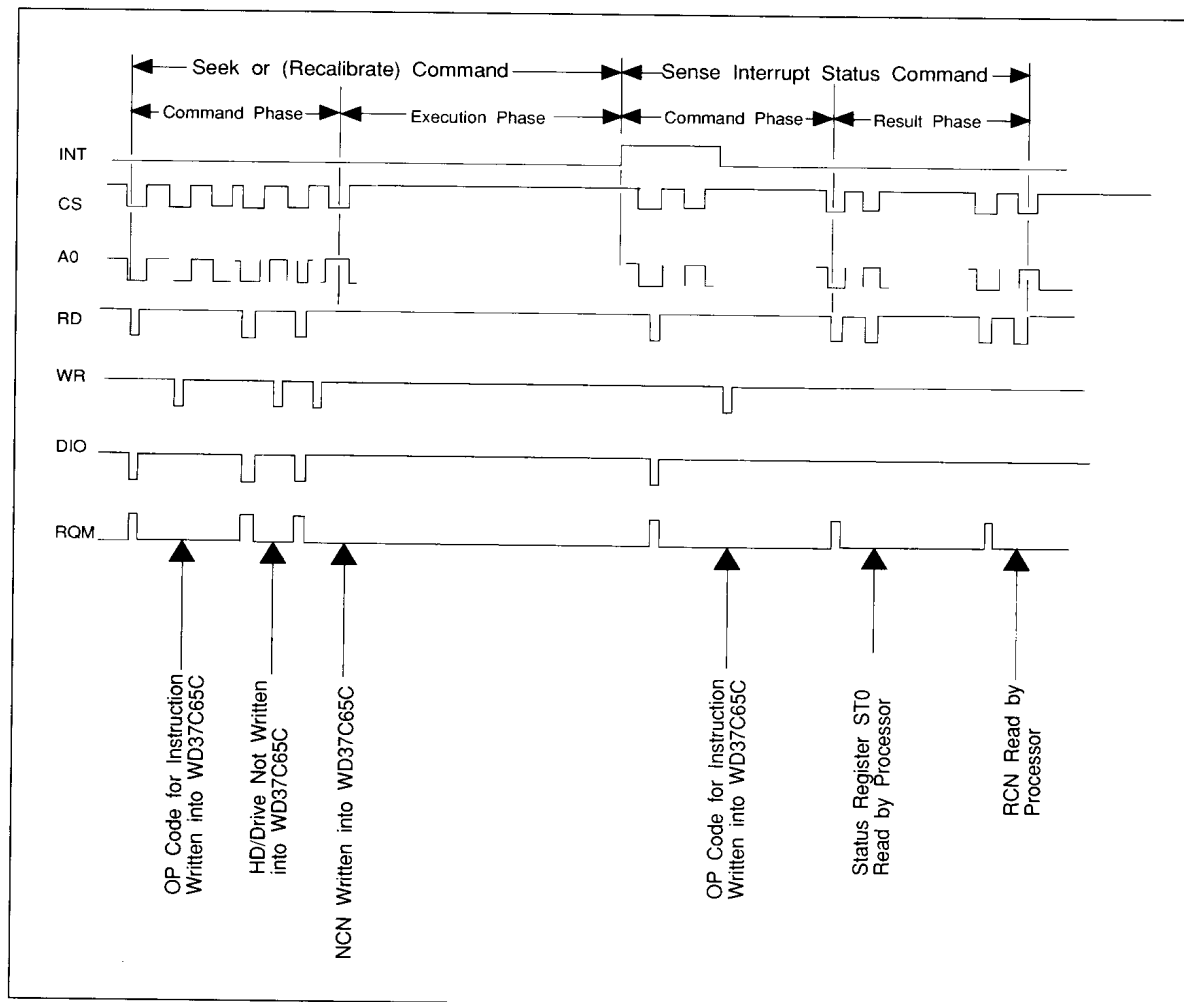 Seek or (Recalibrate) Command
Sense Interrupt Status Command
Command Phase
Execution Phase
Command Phase
Result Phase
INT
CS
A0
RD
WR
DIO
RQM
OP Code for Instruction
Written into WD37C65C
HD/Drive Not Written
into WD37C65C
NCN Written into WD37C65C
OP Code for Instruction
Written into WD37C65C
Status Register ST0
Read by Processor
RCN Read by
Processor